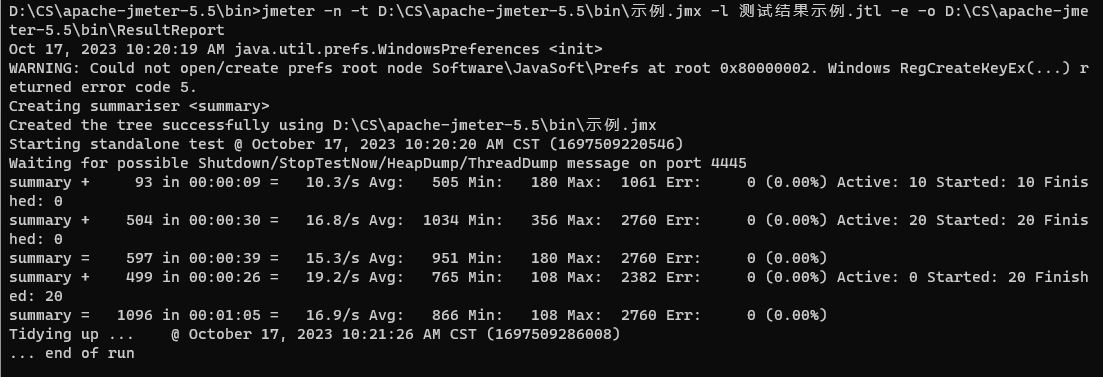 D:\CS\apache-jmeter-5.5\bin>jmeter -n -t D:\CS\apache-jmeter-5.5\bin\示例.jmx -l 测试结果示例.jtl -e -o D:\CS\apache-jme
ter-5.5\bin\ResultReport
Oct 17, 2023 10:20:19 AM java.util.prefs.WindowsPreferences <init>
WARNING: Could not open/create prefs root node Software\JavaSoft\Prefs at root 0x80000002. Windows RegCreateKeyEx(...) r
eturned error code 5.
Creating summariser <summary>
Created the tree successfully using D:\CS\apache-jmeter-5.5\bin\示例.jmx
Starting standalone test @ October 17, 2023 10:20:20 AM CST (1697509220546)
Waiting for possible Shutdown/StopTestNow/HeapDump/ThreadDump message on port 4445
summary +     93 in 00:00:09 =   10.3/s Avg:   505 Min:   180 Max:  1061 Err:     0 (0.00%) Active: 10 Started: 10 Finis
hed: 0
summary +    504 in 00:00:30 =   16.8/s Avg:  1034 Min:   356 Max:  2760 Err:     0 (0.00%) Active: 20 Started: 20 Finis
hed: 0
summary =    597 in 00:00:39 =   15.3/s Avg:   951 Min:   180 Max:  2760 Err:     0 (0.00%)
summary +    499 in 00:00:26 =   19.2/s Avg:   765 Min:   108 Max:  2382 Err:     0 (0.00%) Active: 0 Started: 20 Finish
ed: 20
summary =   1096 in 00:01:05 =   16.9/s Avg:   866 Min:   108 Max:  2760 Err:     0 (0.00%)
Tidying up ...    @ October 17, 2023 10:21:26 AM CST (1697509286008)
... end of run